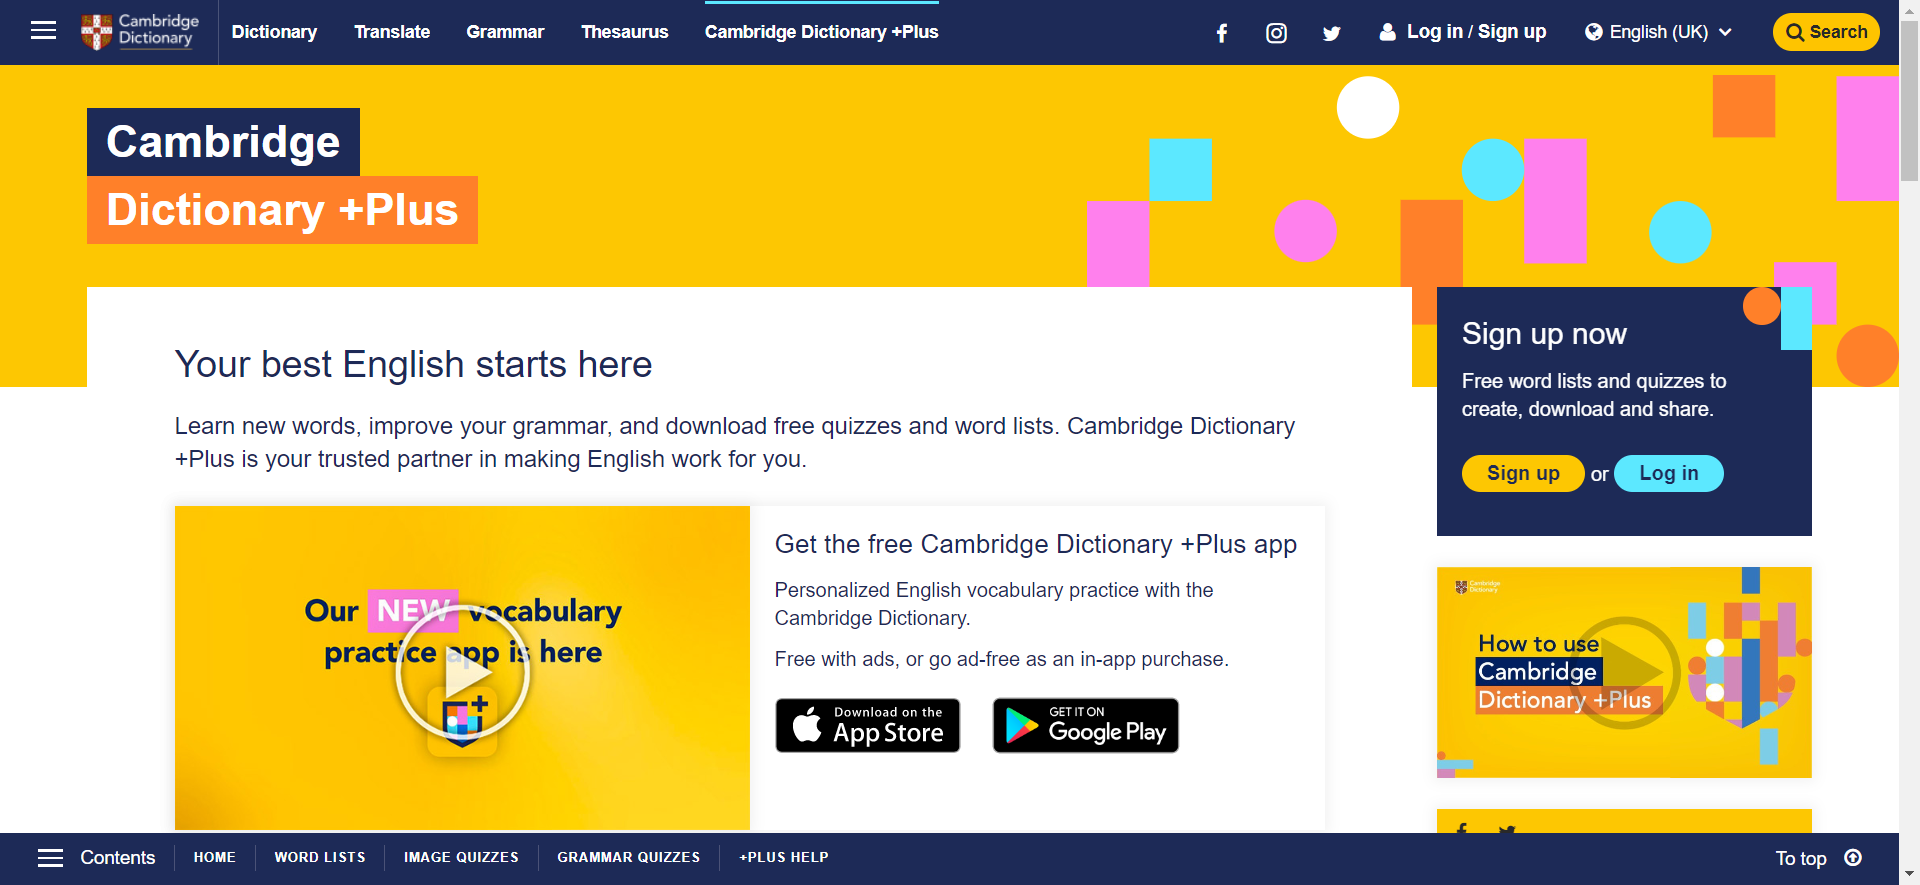 Cambridge
Dictionary
Dictionary
Translate
Grammar
Thesaurus
Cambridge Dictionary +Plus
Log in / Sign up
English (UK)
Search
Cambridge
Dictionary +Plus
Your best English starts here
Learn new words, improve your grammar, and download free quizzes and word lists. Cambridge Dictionary
+Plus is your trusted partner in making English work for you.
Our NEW vocabulary
practice app is here
Get the free Cambridge Dictionary +Plus app
Personalized English vocabulary practice with the
Cambridge Dictionary.
Free with ads, or go ad-free as an in-app purchase.
Download on the
App Store
GET IT ON
Google Play
Sign up now
Free word lists and quizzes to
create, download and share.
Sign up or Log in
Cambridge
Dictionary
How to use
Cambridge
Dictionary +Plus
Contents
HOME
WORD LISTS
IMAGE QUIZZES
GRAMMAR QUIZZES
+PLUS HELP
To top